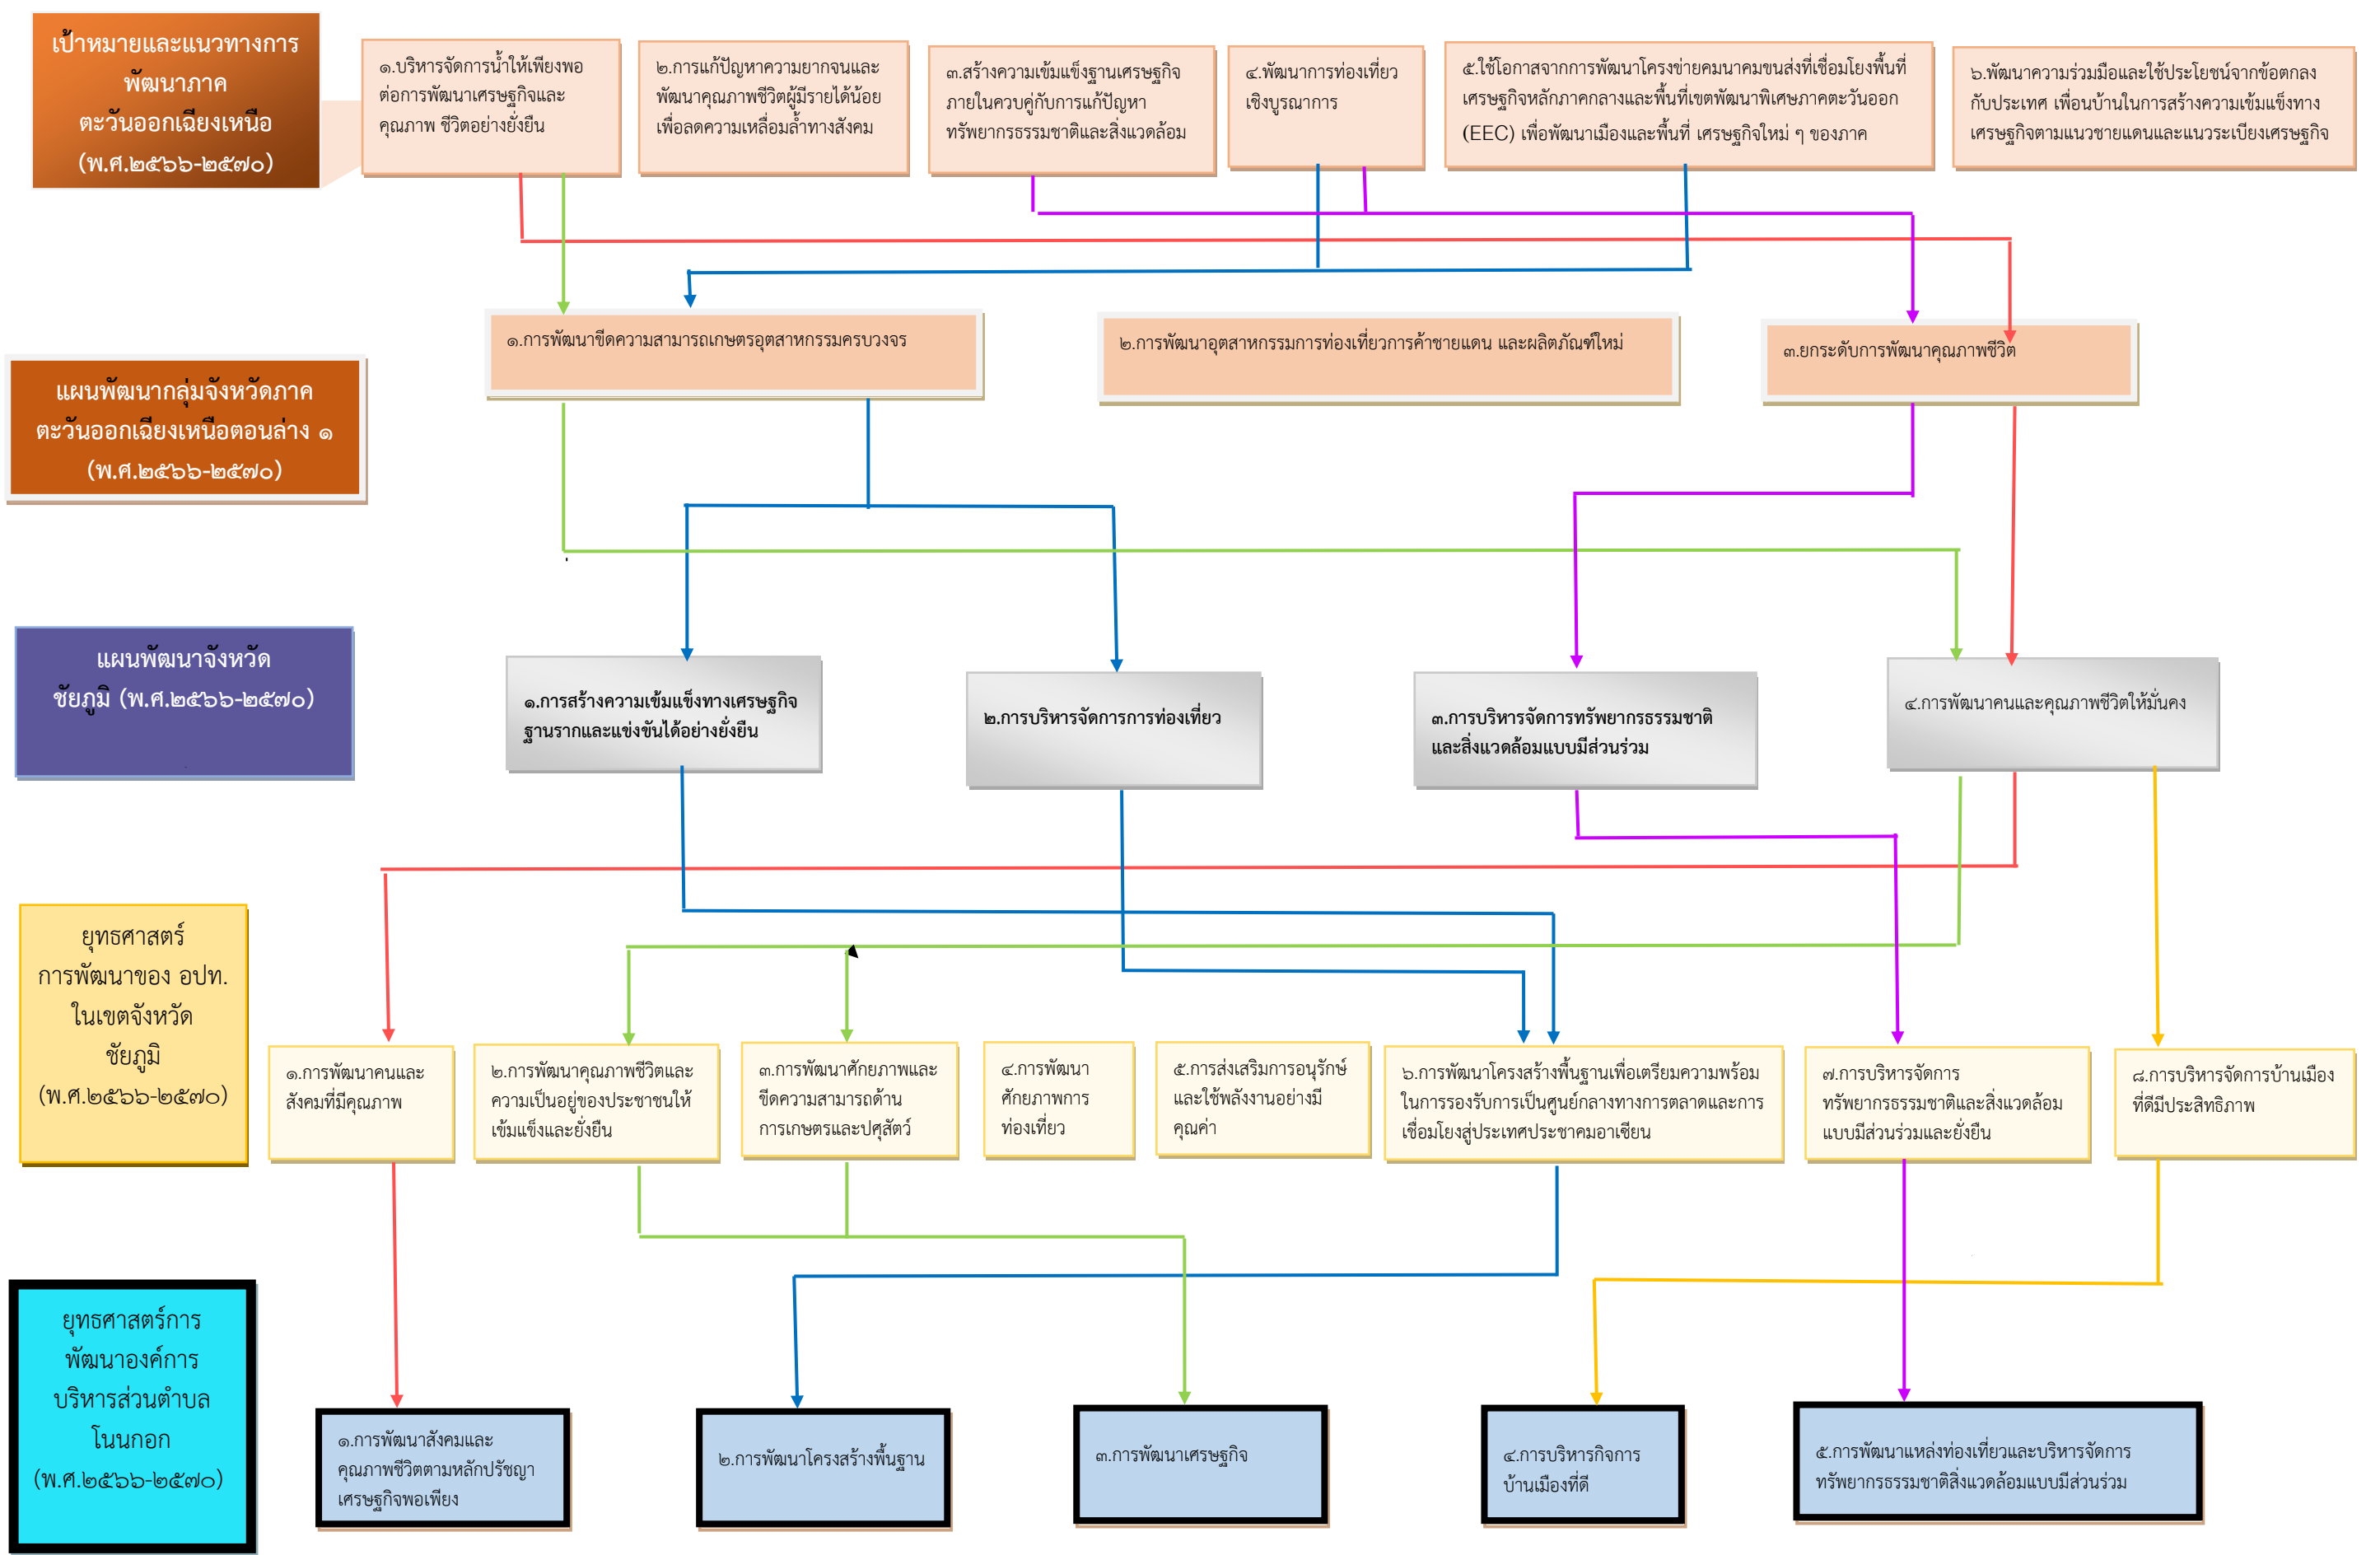 เป้าหมายและแนวทางการ
พัฒนาภาค
ตะวันออกเฉียงเหนือ
(พ.ศ.๒๕๖๖-๒๕๗๐)
๑.บริหารจัดการน้ำให้เพียงพอ
ต่อการพัฒนาเศรษฐกิจและ
คุณภาพ ชีวิตอย่างยั่งยืน
๒.การแก้ปัญหาความยากจนและ
พัฒนาคุณภาพชีวิตผู้มีรายได้น้อย
เพื่อลดความเหลื่อมล้ำทางสังคม
๓.สร้างความเข้มแข็งฐานเศรษฐกิจ
ภายในควบคู่กับการแก้ปัญหา
ทรัพยากรธรรมชาติและสิ่งแวดล้อม
๔.พัฒนาการท่องเที่ยว
เชิงบูรณาการ
๕.ใช้โอกาสจากการพัฒนาโครงข่ายคมนาคมขนส่งที่เชื่อมโยงพื้นที่
เศรษฐกิจหลักภาคกลางและพื้นที่เขตพัฒนาพิเศษภาคตะวันออก
(EEC) เพื่อพัฒนาเมืองและพื้นที่ เศรษฐกิจใหม่ ๆ ของภาค
๖.พัฒนาความร่วมมือและใช้ประโยชน์จากข้อตกลง
กับประเทศ เพื่อนบ้านในการสร้างความเข้มแข็งทาง
เศรษฐกิจตามแนวชายแดนและแนวระเบียงเศรษฐกิจ
แผนพัฒนากลุ่มจังหวัดภาค
ตะวันออกเฉียงเหนือตอนล่าง ๑
(พ.ศ.๒๕๖๖-๒๕๗๐)
๑.การพัฒนาขีดความสามารถเกษตรอุตสาหกรรมครบวงจร
๒.การพัฒนาอุตสาหกรรมการท่องเที่ยวการค้าชายแดน และผลิตภัณฑ์ใหม่
๓.ยกระดับการพัฒนาคุณภาพชีวิต
แผนพัฒนาจังหวัด
ชัยภูมิ (พ.ศ.๒๕๖๖-๒๕๗๐)
๑.การสร้างความเข้มแข็งทางเศรษฐกิจ
ฐานรากและแข่งขันได้อย่างยั่งยืน
๒.การบริหารจัดการการท่องเที่ยว
๓.การบริหารจัดการทรัพยากรธรรมชาติ
และสิ่งแวดล้อมแบบมีส่วนร่วม
๔.การพัฒนาคนและคุณภาพชีวิตให้มั่นคง
ยุทธศาสตร์
การพัฒนาของ อปท.
ในเขตจังหวัด
ชัยภูมิ
(พ.ศ.๒๕๖๖-๒๕๗๐)
๑.การพัฒนาคนและ
สังคมที่มีคุณภาพ
๒.การพัฒนาคุณภาพชีวิตและ
ความเป็นอยู่ของประชาชนให้
เข้มแข็งและยั่งยืน
๓.การพัฒนาศักยภาพและ
ขีดความสามารถด้าน
การเกษตรและปศุสัตว์
๔.การพัฒนา
ศักยภาพการ
ท่องเที่ยว
๕.การส่งเสริมการอนุรักษ์
และใช้พลังงานอย่างมี
คุณค่า
๖.การพัฒนาโครงสร้างพื้นฐานเพื่อเตรียมความพร้อม
ในการรองรับการเป็นศูนย์กลางทางการตลาดและการ
เชื่อมโยงสู่ประเทศประชาคมอาเซียน
๗.การบริหารจัดการ
ทรัพยากรธรรมชาติและสิ่งแวดล้อม
แบบมีส่วนร่วมและยั่งยืน
๘.การบริหารจัดการบ้านเมือง
ที่ดีมีประสิทธิภาพ
ยุทธศาสตร์การ
พัฒนาองค์การ
บริหารส่วนตำบล
โนนกอก
(พ.ศ.๒๕๖๖-๒๕๗๐)
๑.การพัฒนาสังคมและ
คุณภาพชีวิตตามหลักปรัชญา
เศรษฐกิจพอเพียง
๒.การพัฒนาโครงสร้างพื้นฐาน
๓.การพัฒนาเศรษฐกิจ
๔.การบริหารกิจการ
บ้านเมืองที่ดี
๕.การพัฒนาแหล่งท่องเที่ยวและบริหารจัดการ
ทรัพยากรธรรมชาติสิ่งแวดล้อมแบบมีส่วนร่วม